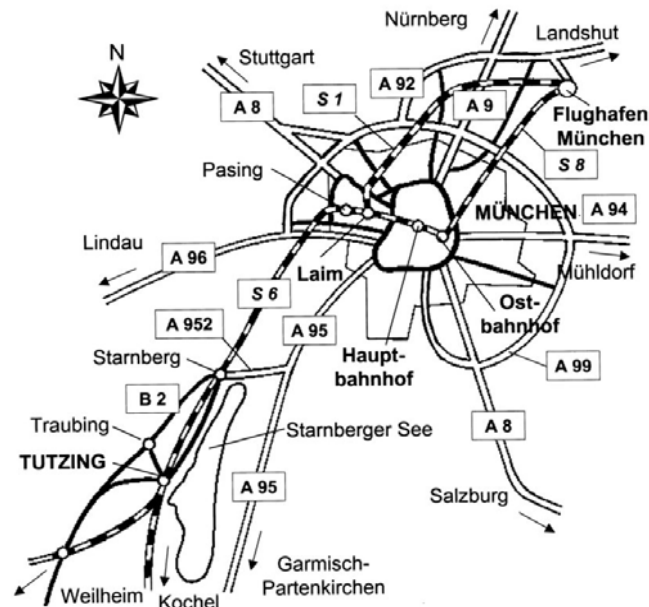 Nürnberg
Landshut
N
Stuttgart
A 92
S 1
A 9
A 8
Flughafen
München
S 8
Pasing
MÜNCHEN
A 94
Lindau
A 96
Laim
Mühldorf
S 6
Ost-
bahnhof
A 952
A 95
Haupt-
bahnhof
Starnberg
A 99
B 2
Traubing
Starnberger See
A 8
TUTZING
A 95
Salzburg
Garmisch-
Partenkirchen
Weilheim
Kochel